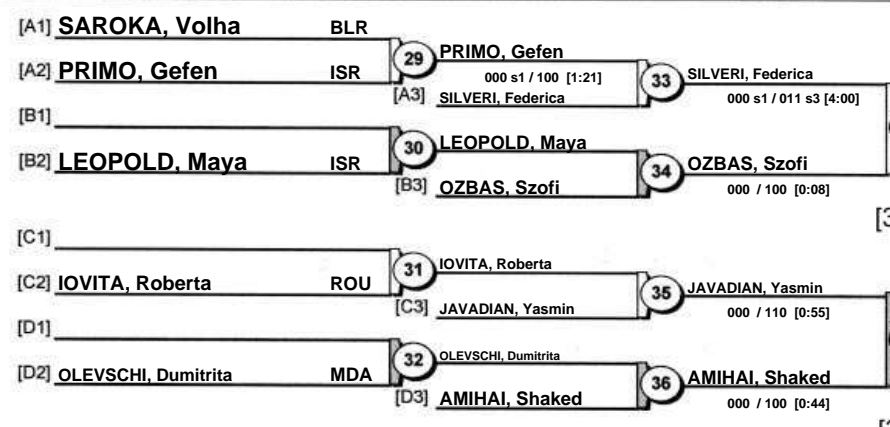 [A1] SAROKA, Volha BLR
[A2] PRIMO, Gefen ISR
29
PRIMO, Gefen
000 s1 / 100 [1:21]
[A3] SILVERI, Federica
33
SILVERI, Federica
000 s1 / 011 s3 [4:00]
[B1]
[B2] LEOPOLD, Maya ISR
30
LEOPOLD, Maya
[B3] OZBAS, Szofi
34
OZBAS, Szofi
000 / 100 [0:08]
[3
[C1]
[C2] IOVITA, Roberta ROU
31
IOVITA, Roberta
[C3] JAVADIAN, Yasmin
35
JAVADIAN, Yasmin
000 / 110 [0:55]
[D1]
[D2] OLEVSCHI, Dumitrita MDA
32
OLEVSCHI, Dumitrita
[D3] AMIHAI, Shaked
36
AMIHAI, Shaked
000 / 100 [0:44]